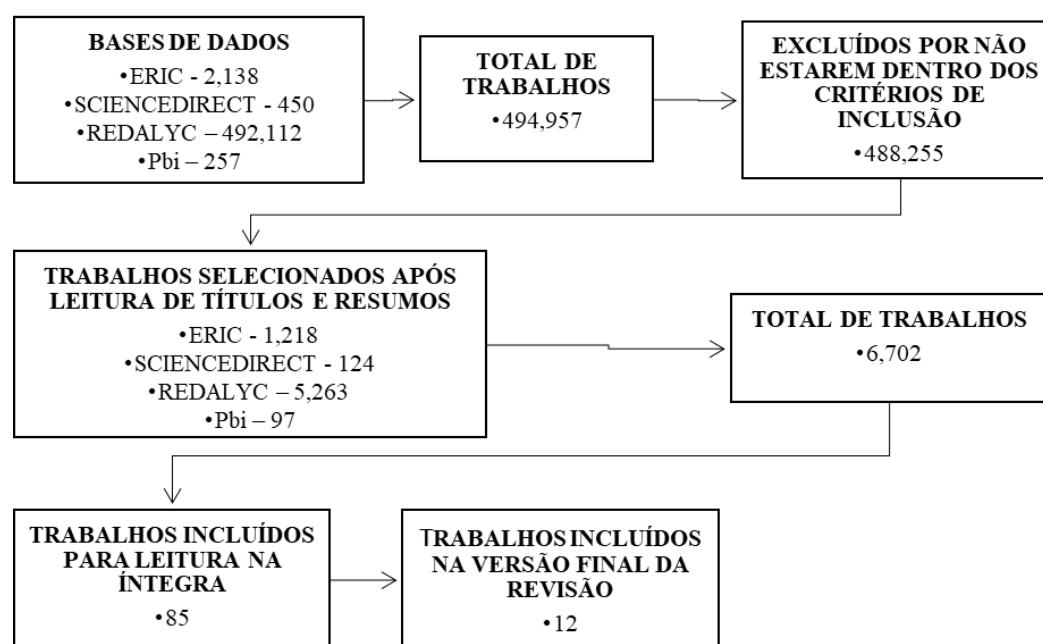 BASES DE DADOS
•ERIC - 2,138
•SCIENCEDIRECT - 450
•REDALYC – 492,112
•Pbi – 257
TOTAL DE
TRABALHOS
•494,957
EXCLUÍDOS POR NÃO
ESTAREM DENTRO DOS
CRITÉRIOS DE
INCLUSÃO
•488,255
TRABALHOS SELECIONADOS APÓS
LEITURA DE TÍTULOS E RESUMOS
•ERIC - 1,218
•SCIENCEDIRECT - 124
•REDALYC – 5,263
•Pbi – 97
TOTAL DE TRABALHOS
•6,702
TRABALHOS INCLUÍDOS
PARA LEITURA NA
ÍNTEGRA
•85
TRABALHOS INCLUÍDOS
NA VERSÃO FINAL DA
REVISÃO
•12